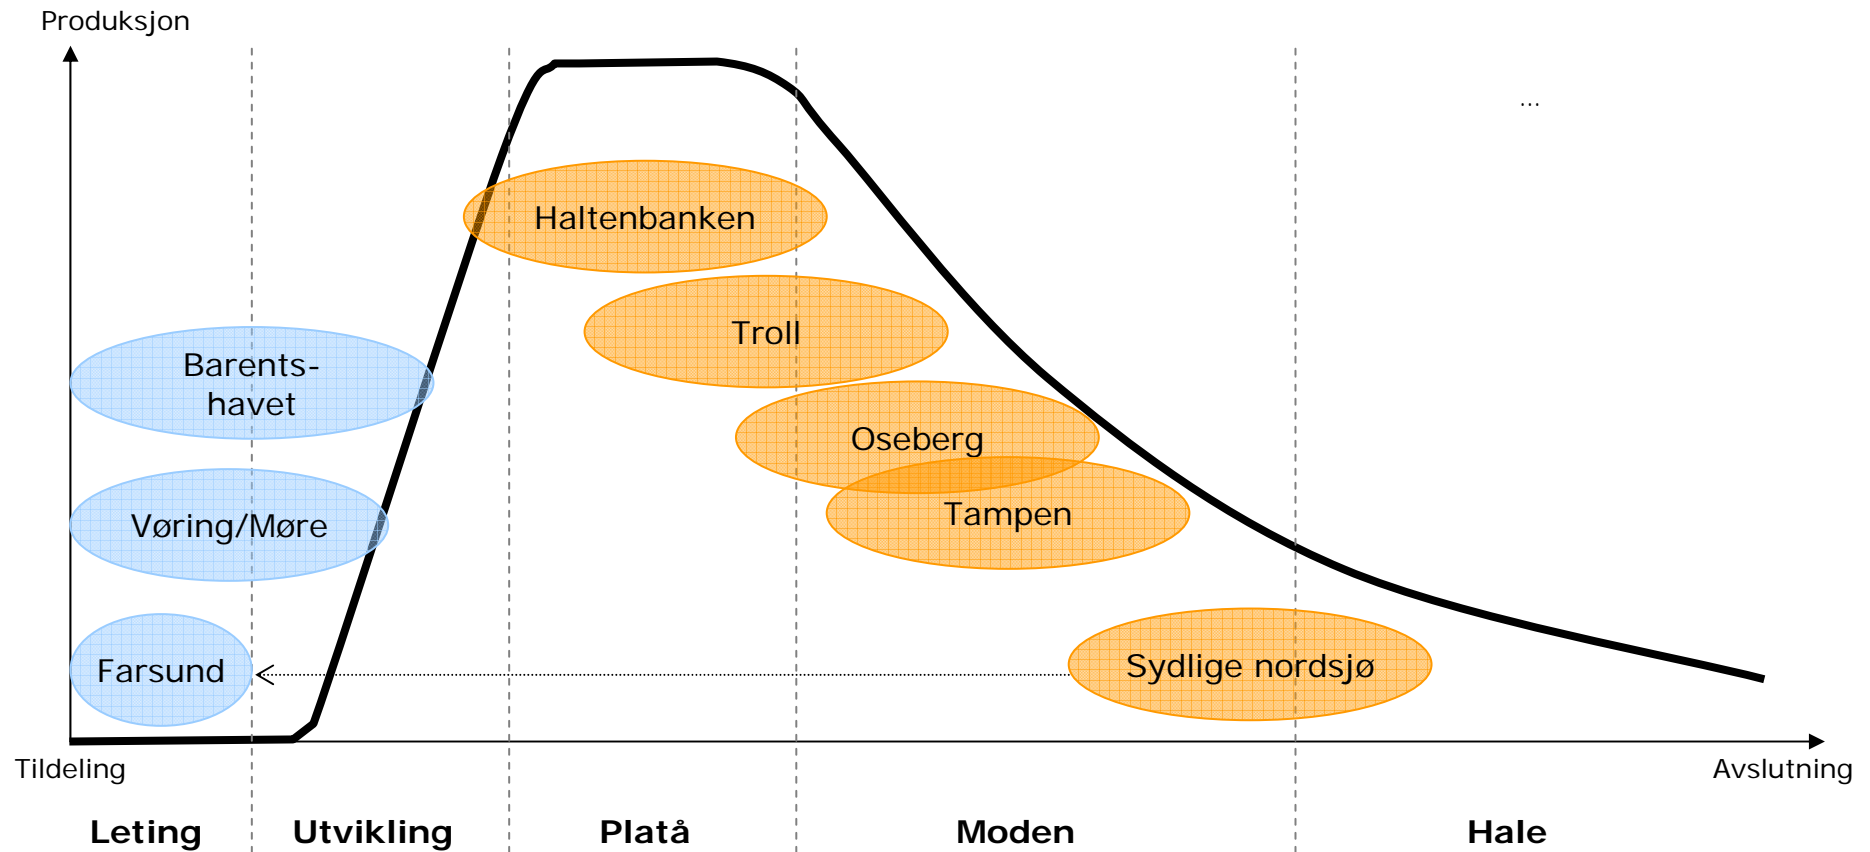 Produksjon
...
Haltenbanken
Troll
Barents-
havet
Oseberg
Tampen
Vøring/Møre
Farsund
Sydlige nordsjø
Tildeling
Avslutning
Leting
Utvikling
Platå
Moden
Hale